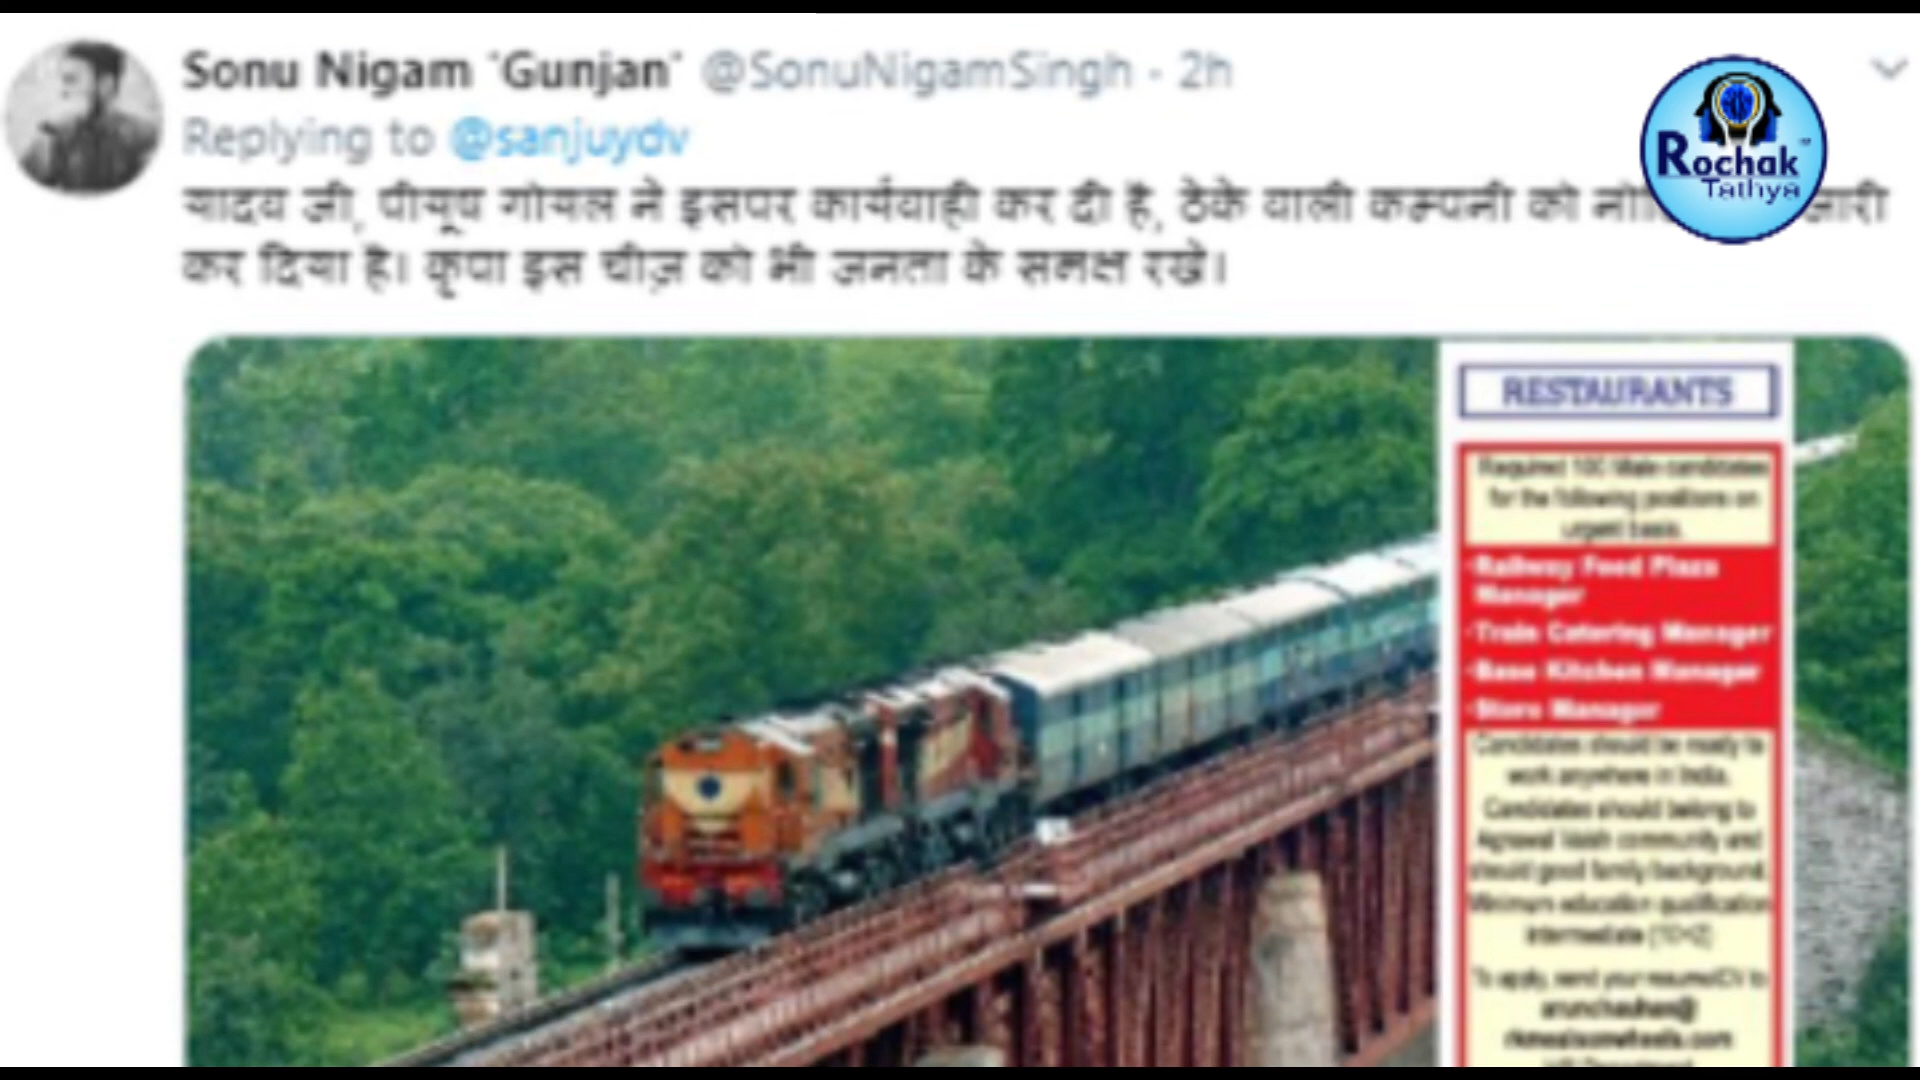 Sonu Nigam 'Gunjan' @SonuNigamSingh · 2h
Replying to @sanjuydv
यादव जी, पीयूष गोयल ने इसपर कार्यवाही कर दी है, ठेके वाली कम्पनी को जारी
कर दिया है। कृपा इस चीज़ को भी जनता के समक्ष रखे।
Rochak
Tathya
RESTAURANTS
Required 100 Male candidates
for the following positions on
urgent basis.
·Railway Food Plaza
Manager
·Train Catering Manager
·Base Kitchen Manager
·Store Manager
Candidates should be ready to
work anywhere in India.
Candidates should belong to
Agrawal Vaish community and
should good family background.
Minimum education qualification
intermediate (10+2)
To apply, send your resume/CV to
arunchauhan@
rkmealsonwheels.com